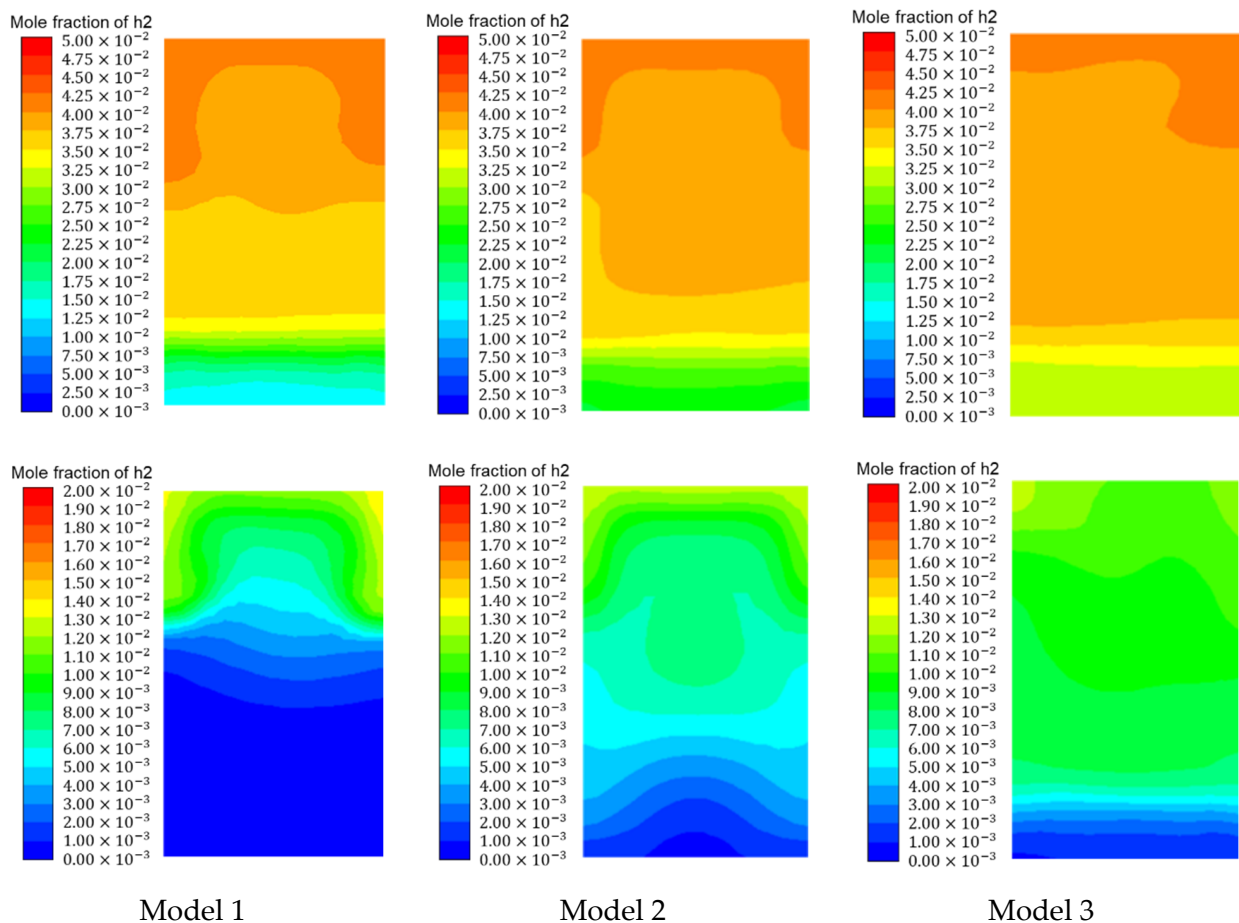 Mole fraction of h2
5.00 × 10⁻²
4.75 × 10⁻²
4.50 × 10⁻²
4.25 × 10⁻²
4.00 × 10⁻²
3.75 × 10⁻²
3.50 × 10⁻²
3.25 × 10⁻²
3.00 × 10⁻²
2.75 × 10⁻²
2.50 × 10⁻²
2.25 × 10⁻²
2.00 × 10⁻²
1.75 × 10⁻²
1.50 × 10⁻²
1.25 × 10⁻²
1.00 × 10⁻²
7.50 × 10⁻³
5.00 × 10⁻³
2.50 × 10⁻³
0.00 × 10⁻³
Mole fraction of h2
5.00 × 10⁻²
4.75 × 10⁻²
4.50 × 10⁻²
4.25 × 10⁻²
4.00 × 10⁻²
3.75 × 10⁻²
3.50 × 10⁻²
3.25 × 10⁻²
3.00 × 10⁻²
2.75 × 10⁻²
2.50 × 10⁻²
2.25 × 10⁻²
2.00 × 10⁻²
1.75 × 10⁻²
1.50 × 10⁻²
1.25 × 10⁻²
1.00 × 10⁻²
7.50 × 10⁻³
5.00 × 10⁻³
2.50 × 10⁻³
0.00 × 10⁻³
Mole fraction of h2
5.00 × 10⁻²
4.75 × 10⁻²
4.50 × 10⁻²
4.25 × 10⁻²
4.00 × 10⁻²
3.75 × 10⁻²
3.50 × 10⁻²
3.25 × 10⁻²
3.00 × 10⁻²
2.75 × 10⁻²
2.50 × 10⁻²
2.25 × 10⁻²
2.00 × 10⁻²
1.75 × 10⁻²
1.50 × 10⁻²
1.25 × 10⁻²
1.00 × 10⁻²
7.50 × 10⁻³
5.00 × 10⁻³
2.50 × 10⁻³
0.00 × 10⁻³
Mole fraction of h2
2.00 × 10⁻²
1.90 × 10⁻²
1.80 × 10⁻²
1.70 × 10⁻²
1.60 × 10⁻²
1.50 × 10⁻²
1.40 × 10⁻²
1.30 × 10⁻²
1.20 × 10⁻²
1.10 × 10⁻²
1.00 × 10⁻²
9.00 × 10⁻³
8.00 × 10⁻³
7.00 × 10⁻³
6.00 × 10⁻³
5.00 × 10⁻³
4.00 × 10⁻³
3.00 × 10⁻³
2.00 × 10⁻³
1.00 × 10⁻³
0.00 × 10⁻³
Mole fraction of h2
2.00 × 10⁻²
1.90 × 10⁻²
1.80 × 10⁻²
1.70 × 10⁻²
1.60 × 10⁻²
1.50 × 10⁻²
1.40 × 10⁻²
1.30 × 10⁻²
1.20 × 10⁻²
1.10 × 10⁻²
1.00 × 10⁻²
9.00 × 10⁻³
8.00 × 10⁻³
7.00 × 10⁻³
6.00 × 10⁻³
5.00 × 10⁻³
4.00 × 10⁻³
3.00 × 10⁻³
2.00 × 10⁻³
1.00 × 10⁻³
0.00 × 10⁻³
Mole fraction of h2
2.00 × 10⁻²
1.90 × 10⁻²
1.80 × 10⁻²
1.70 × 10⁻²
1.60 × 10⁻²
1.50 × 10⁻²
1.40 × 10⁻²
1.30 × 10⁻²
1.20 × 10⁻²
1.10 × 10⁻²
1.00 × 10⁻²
9.00 × 10⁻³
8.00 × 10⁻³
7.00 × 10⁻³
6.00 × 10⁻³
5.00 × 10⁻³
4.00 × 10⁻³
3.00 × 10⁻³
2.00 × 10⁻³
1.00 × 10⁻³
0.00 × 10⁻³
Model 1
Model 2
Model 3